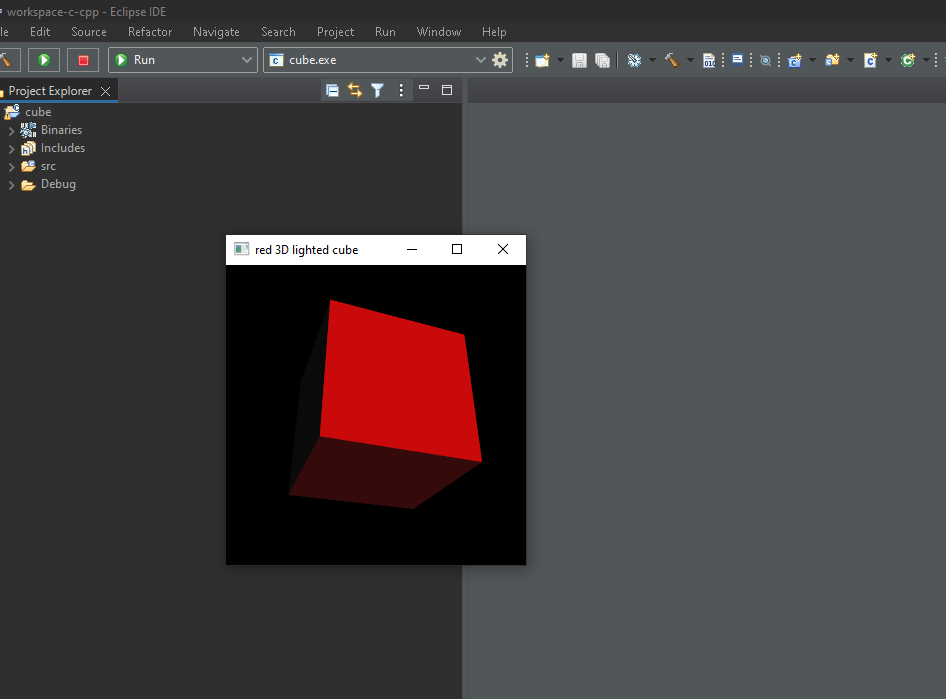 workspace-c-cpp - Eclipse IDE
le Edit Source Refactor Navigate Search Project Run Window Help
Run cube.exe
Project Explorer
cube
Binaries
Includes
src
Debug
red 3D lighted cube